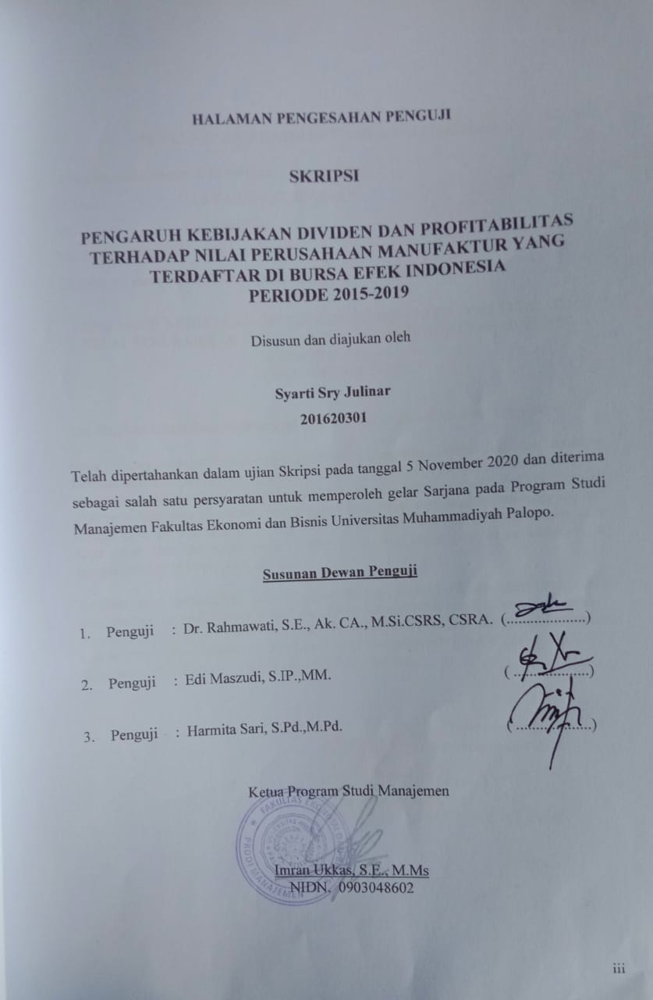 HALAMAN PENGESAHAN PENGUJI
SKRIPSI
PENGARUH KEBIJAKAN DIVIDEN DAN PROFITABILITAS
TERHADAP NILAI PERUSAHAAN MANUFAKTUR YANG
TERDAFTAR DI BURSA EFEK INDONESIA
PERIODE 2015-2019
Disusun dan diajukan oleh
Syarti Sry Julinar
201620301
Telah dipertahankan dalam ujian Skripsi pada tanggal 5 November 2020 dan diterima
sebagai salah satu persyaratan untuk memperoleh gelar Sarjana pada Program Studi
Manajemen Fakultas Ekonomi dan Bisnis Universitas Muhammadiyah Palopo.
Susunan Dewan Penguji
1. Penguji : Dr. Rahmawati, S.E., Ak. CA., M.Si.CSRS, CSRA. (.....................)
2. Penguji : Edi Maszudi, S.IP.,MM. (.....................)
3. Penguji : Harmita Sari, S.Pd.,M.Pd. (.....................)
Ketua Program Studi Manajemen
FAKULTAS EKONOMI DAN
PRODI MANAJEMEN
Imran Ukkas, S.E., M.Ms
NIDN. 0903048602
iii